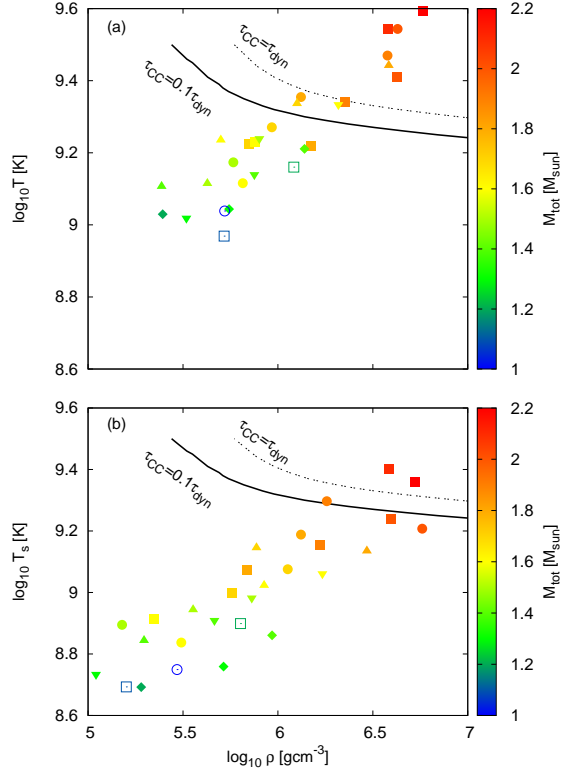 (a)
9.6
9.4
9.2
9
8.8
8.6
log10T [K]
τCC=0.1τdyn
τCC=τdyn
2.2
2
1.8
1.6
1.4
1.2
1
Mtot [Msun]
(b)
9.6
9.4
9.2
9
8.8
8.6
log10 Ts [K]
τCC=0.1τdyn
τCC=τdyn
5
5.5
6
6.5
7
log10 ρ [gcm-3]
2.2
2
1.8
1.6
1.4
1.2
1
Mtot [Msun]